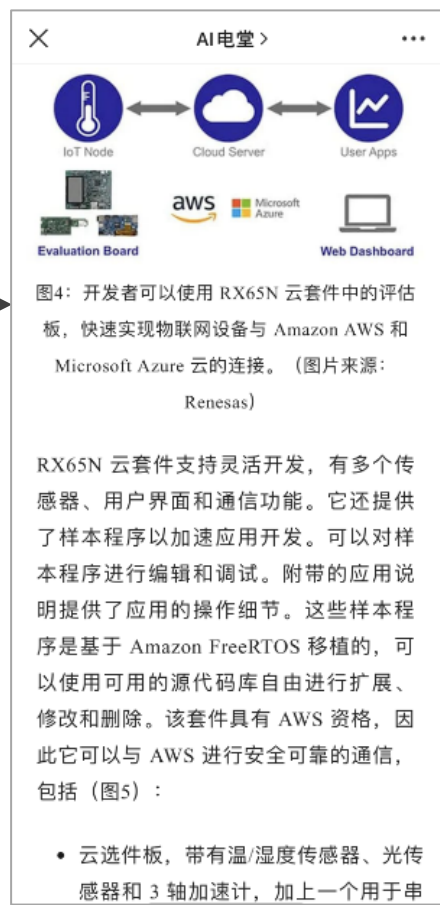 AI电堂
IoT Node
Cloud Server
User Apps
aws
Microsoft
Azure
Evaluation Board
Web Dashboard
图4：开发者可以使用 RX65N 云套件中的评估
板，快速实现物联网设备与 Amazon AWS 和
Microsoft Azure 云的连接。（图片来源：
Renesas）
RX65N 云套件支持灵活开发，有多个传
感器、用户界面和通信功能。它还提供
了样本程序以加速应用开发。可以对样
本程序进行编辑和调试。附带的应用说
明提供了应用的操作细节。这些样本程
序是基于 Amazon FreeRTOS 移植的，可
以使用可用的源代码库自由进行扩展、
修改和删除。该套件具有 AWS 资格，因
此它可以与 AWS 进行安全可靠的通信，
包括（图5）：
• 云选件板，带有温/湿度传感器、光传
感器和 3 轴加速计，加上一个用于串